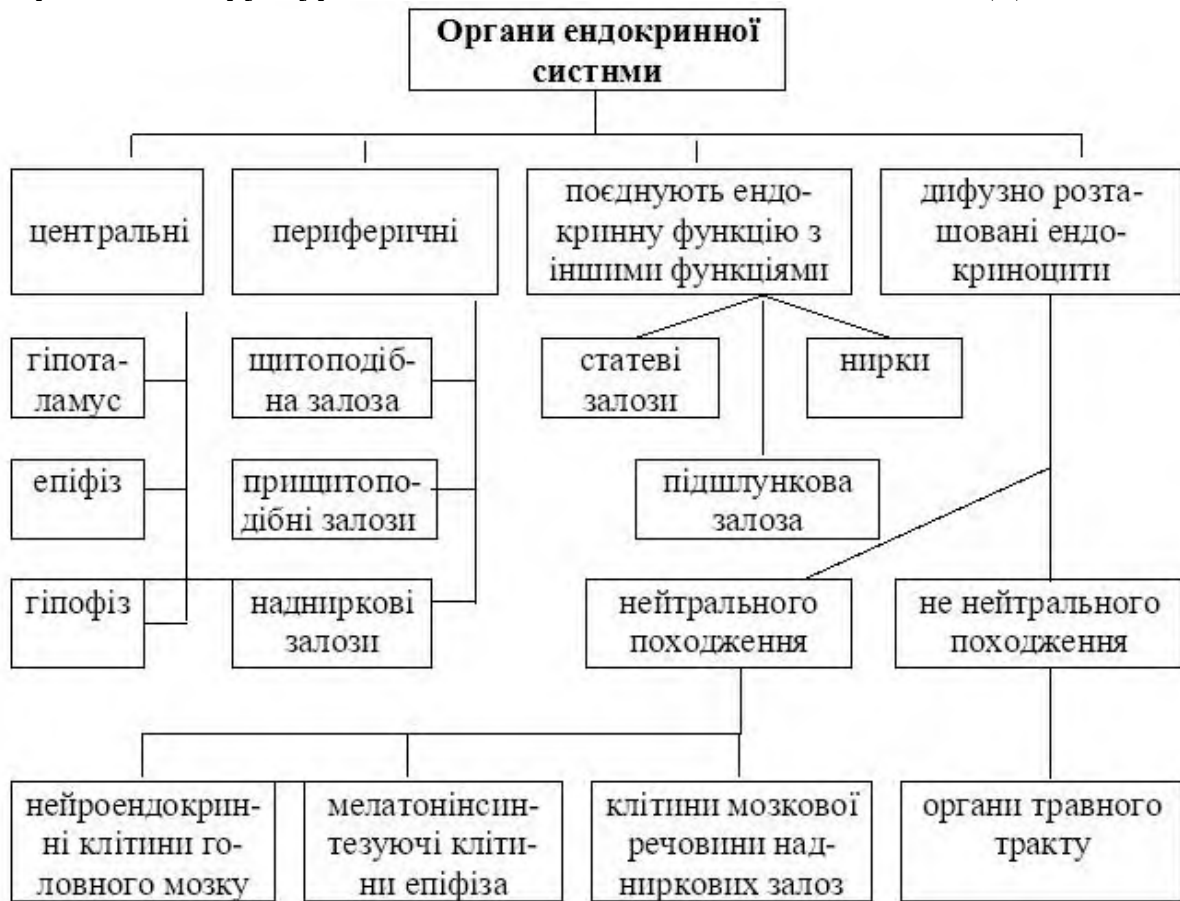 Органи ендокринної
систнми
центральні
периферичні
поєднують ендо-
кринну функцію з
іншими функціями
дифузно розта-
шовані ендо-
криноцити
гіпота-
ламус
щитоподіб-
на залоза
статеві
залози
нирки
епіфіз
прищитопо-
дібні залози
підшлункова
залоза
гіпофіз
надниркові
залози
нейтрального
походження
не нейтрального
походження
нейроендокрин-
ні клітини го-
ловного мозку
мелатонінсин-
тезуючі кліти-
ни епіфіза
клітини мозкової
речовини над-
ниркових залоз
органи травного
тракту